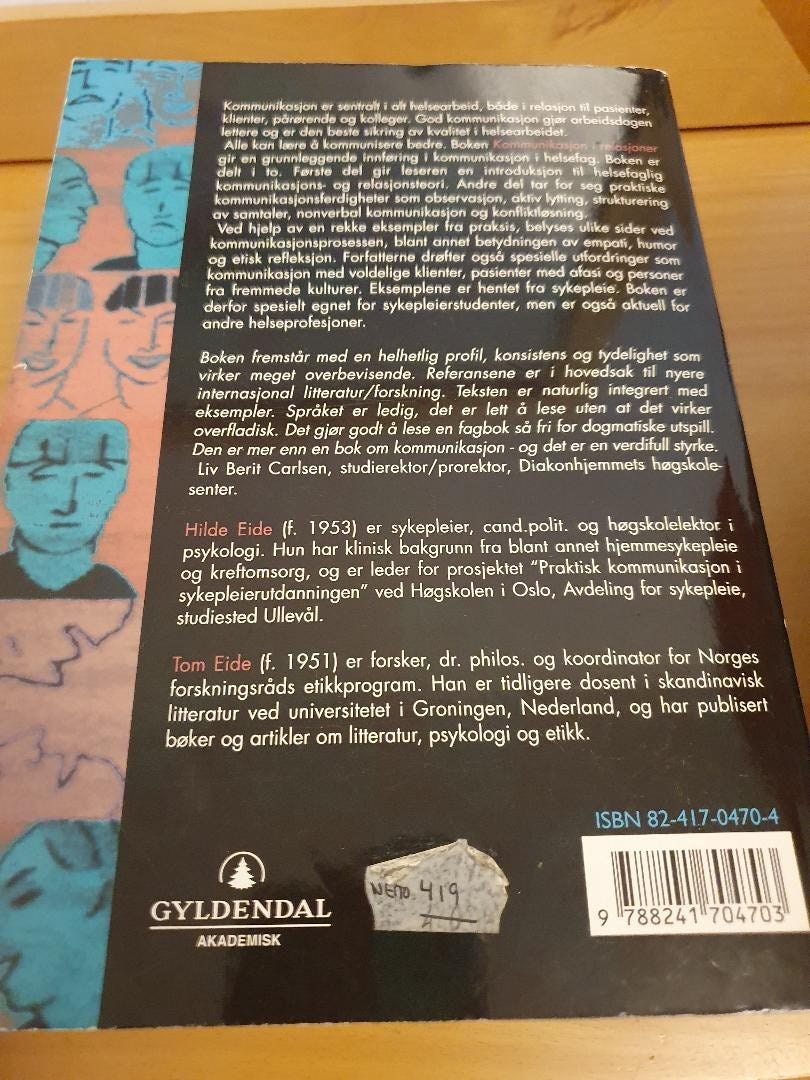 Kommunikasjon er sentralt i alt helsearbeid, både i relasjon til pasienter,
klienter, pårørende og kolleger. God kommunikasjon gjør arbeidsdagen
lettere og er den beste sikring av kvalitet i helsearbeidet.
Alle kan lære å kommunisere bedre. Boken Kommunikasjon i relasjoner
gir en grunnleggende innføring i kommunikasjon i helsefag. Boken er
delt i to. Første del gir leseren en introduksjon til helsefaglig
kommunikasjons- og relasjonsteori. Andre del tar for seg praktiske
kommunikasjonsferdigheter som observasjon, aktiv lytting, strukturering
av samtaler, nonverbal kommunikasjon og konfliktløsning.
Ved hjelp av en rekke eksempler fra praksis, belyses ulike sider ved
kommunikasjonsprosessen, blant annet betydningen av empati, humor
og etisk refleksjon. Forfatterne drøfter også spesielle utfordringer som
kommunikasjon med voldelige klienter, pasienter med afasi og personer
fra fremmede kulturer. Eksemplene er hentet fra sykepleie. Boken er
derfor spesielt egnet for sykepleierstudenter, men er også aktuell for
andre helseprofesjoner.
Boken fremstår med en helhetlig profil, konsistens og tydelighet som
virker meget overbevisende. Referansene er i hovedsak til nyere
internasjonal litteratur/forskning. Teksten er naturlig integrert med
eksempler. Språket er ledig, det er lett å lese uten at det virker
overfladisk. Det gjør godt å lese en fagbok så fri for dogmatiske utspill.
Den er mer enn en bok om kommunikasjon - og det er en verdifull styrke.
Liv Berit Carlsen, studierektor/prorektor, Diakonhjemmets høgskole-
senter.
Hilde Eide (f. 1953) er sykepleier, cand.polit. og høgskolelektor i
psykologi. Hun har klinisk bakgrunn fra blant annet hjemmesykepleie
og kreftomsorg, og er leder for prosjektet "Praktisk kommunikasjon i
sykepleierutdanningen" ved Høgskolen i Oslo, Avdeling for sykepleie,
studiested Ullevål.
Tom Eide (f. 1951) er forsker, dr. philos. og koordinator for Norges
forskningsråds etikkprogram. Han er tidligere dosent i skandinavisk
litteratur ved universitetet i Groningen, Nederland, og har publisert
bøker og artikler om litteratur, psykologi og etikk.
ISBN 82-417-0470-4
9 788241 704703
419
GYLDENDAL
AKADEMISK